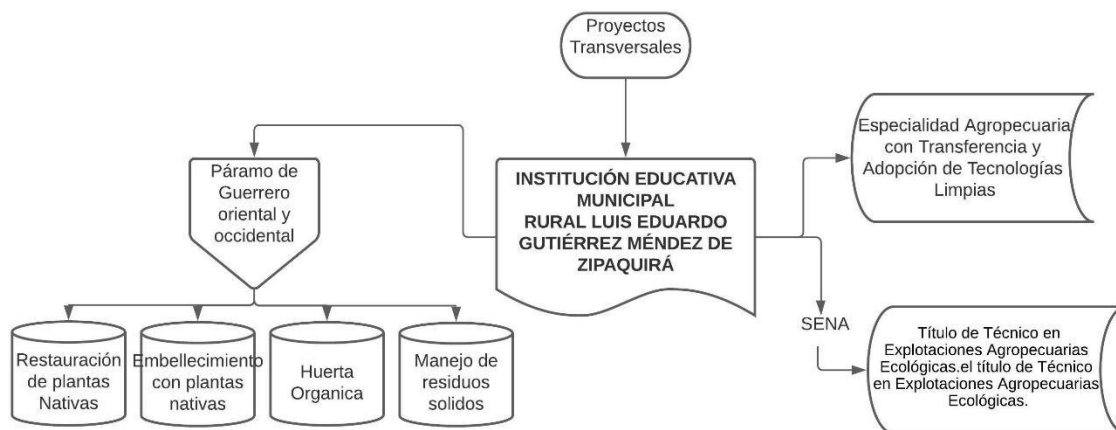 Proyectos
Transversales
Especialidad Agropecuaria
con Transferencia y
Adopción de Tecnologías
Limpias
Páramo de
Guerrero
oriental y
occidental
INSTITUCIÓN EDUCATIVA
MUNICIPAL
RURAL LUIS EDUARDO
GUTIÉRREZ MÉNDEZ DE
ZIPAQUIRÁ
SENA
Restauración
de plantas
Nativas
Embellecimiento
con plantas
nativas
Huerta
Organica
Manejo de
residuos
solidos
Título de Técnico en
Explotaciones Agropecuarias
Ecológicas.el título de Técnico
en Explotaciones Agropecuarias
Ecológicas.